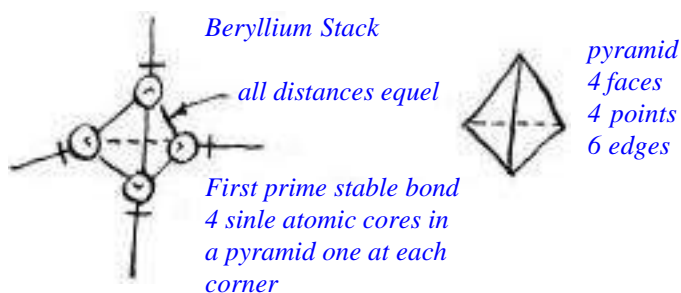 Beryllium Stack
all distances equel
pyramid
4 faces
4 points
6 edges
First prime stable bond
4 sinle atomic cores in
a pyramid one at each
corner